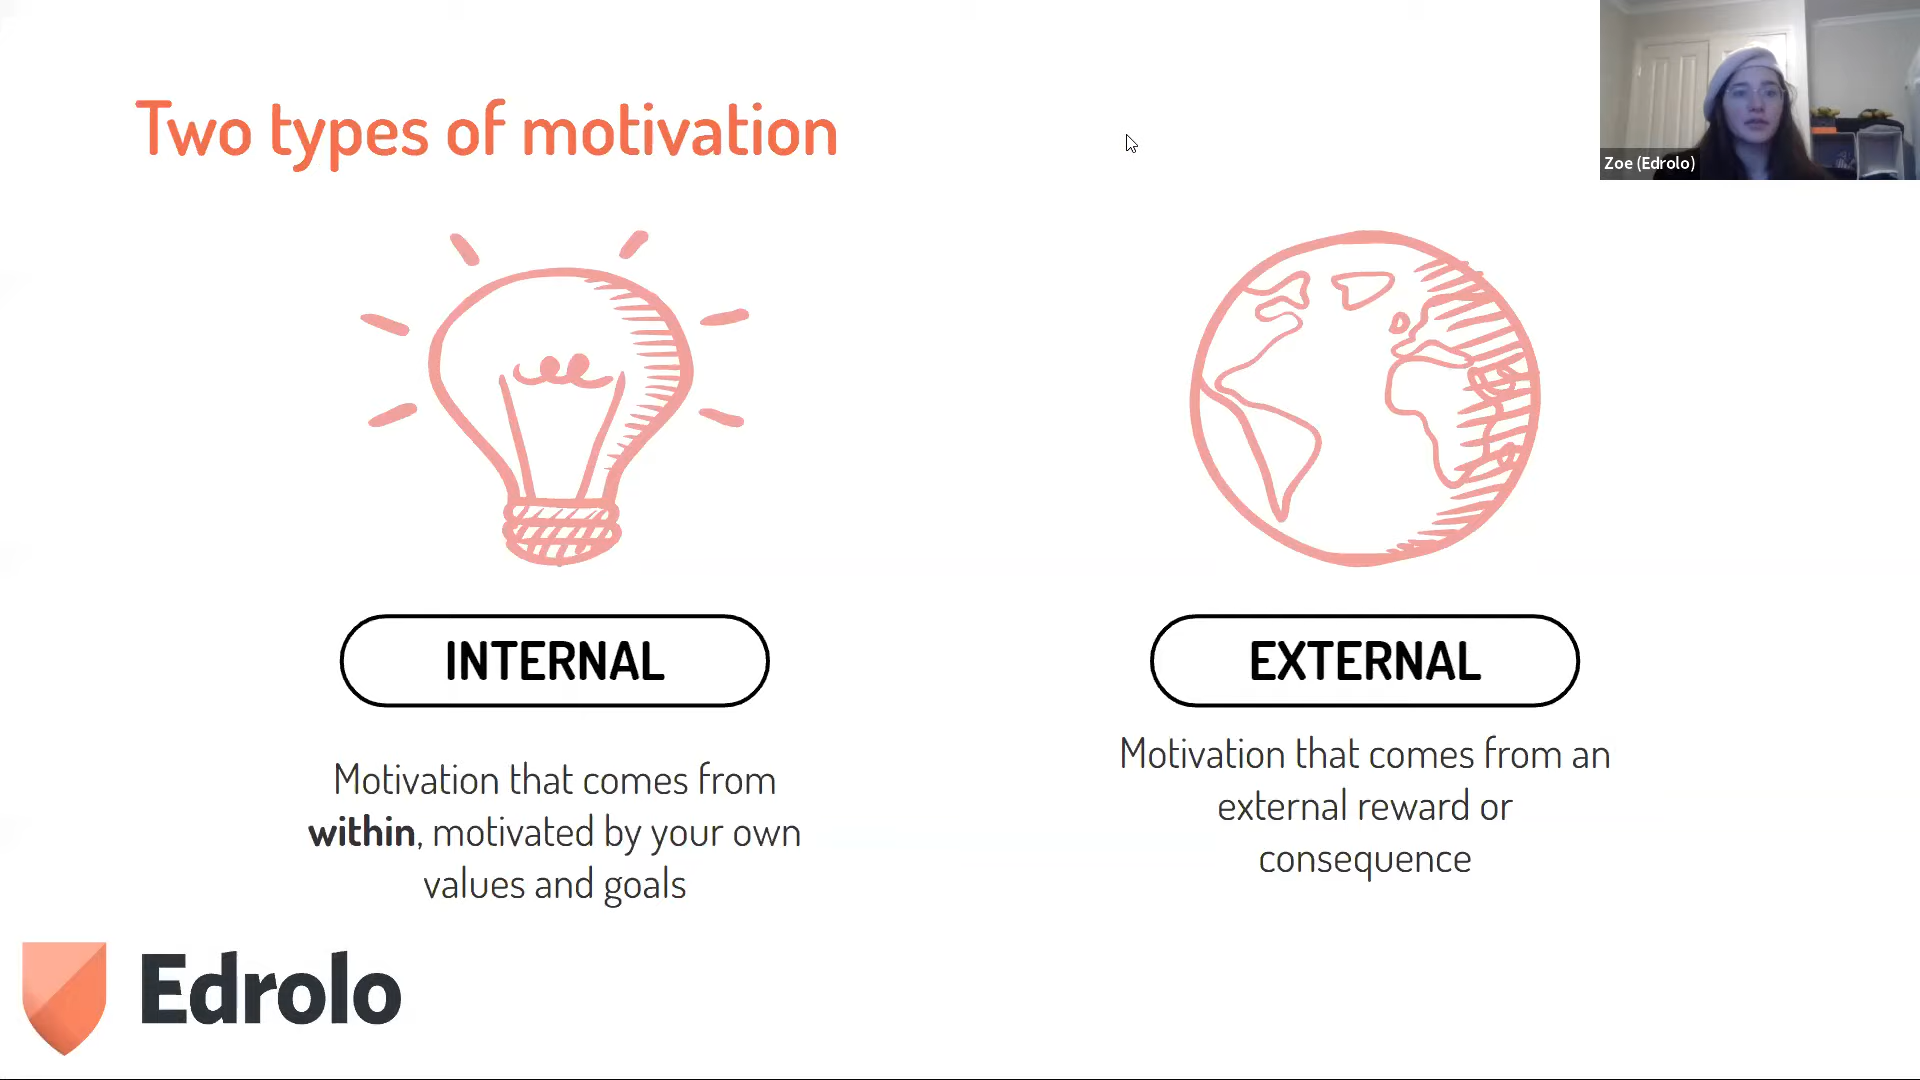 Two types of motivation
Zoe (Edrolo)
INTERNAL
Motivation that comes from
within, motivated by your own
values and goals
EXTERNAL
Motivation that comes from an
external reward or
consequence
Edrolo